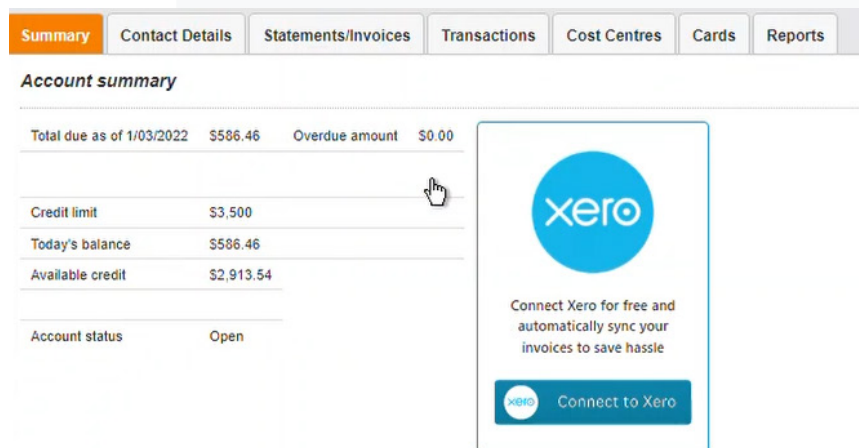 Summary Contact Details Statements/Invoices Transactions Cost Centres Cards Reports
Account summary
Total due as of 1/03/2022 $586.46 Overdue amount $0.00
Credit limit $3,500
Today's balance $586.46
Available credit $2,913.54
Account status Open
xero
Connect Xero for free and
automatically sync your
invoices to save hassle
xero Connect to Xero